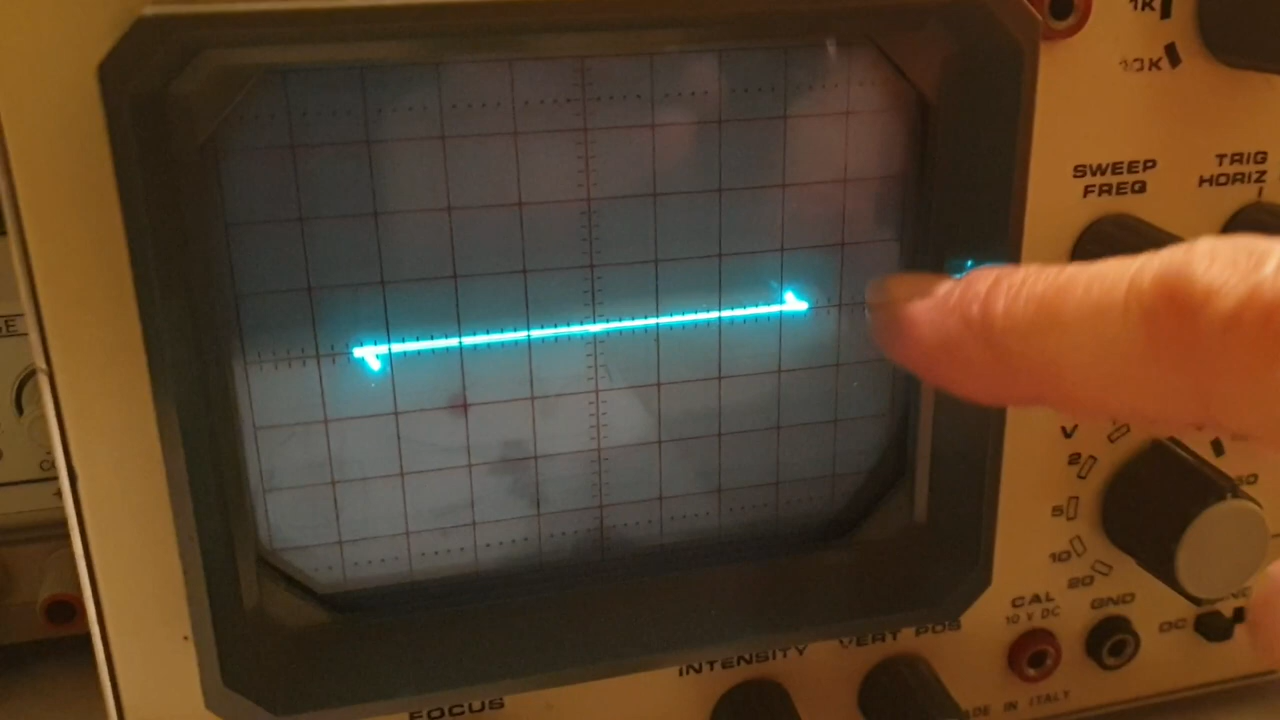 1K
10K
SWEEP
FREQ
TRIG
HORIZ
V
2
5
10
20
50
CAL
10 V DC
GND
DC
VERT POS
INTENSITY
FOCUS
MADE IN ITALY